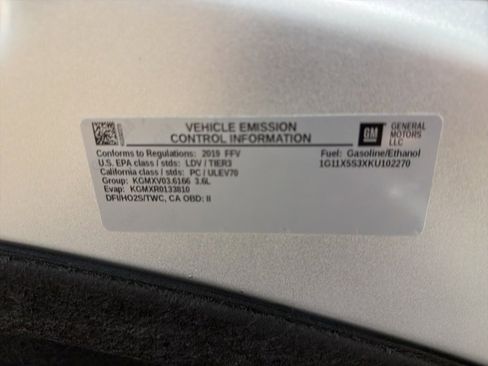 VEHICLE EMISSION
CONTROL INFORMATION
GM
GENERAL
MOTORS
LLC
Conforms to Regulations: 2019 FFV
Fuel: Gasoline/Ethanol
U.S. EPA class / stds: LDV / TIER3
1G11X5S3XKU102270
California class / stds: PC / ULEV70
Group: KGMXV03.6166 3.6L
Evap: KGMXR0133810
DFI/HO2S/TWC, CA OBD: II